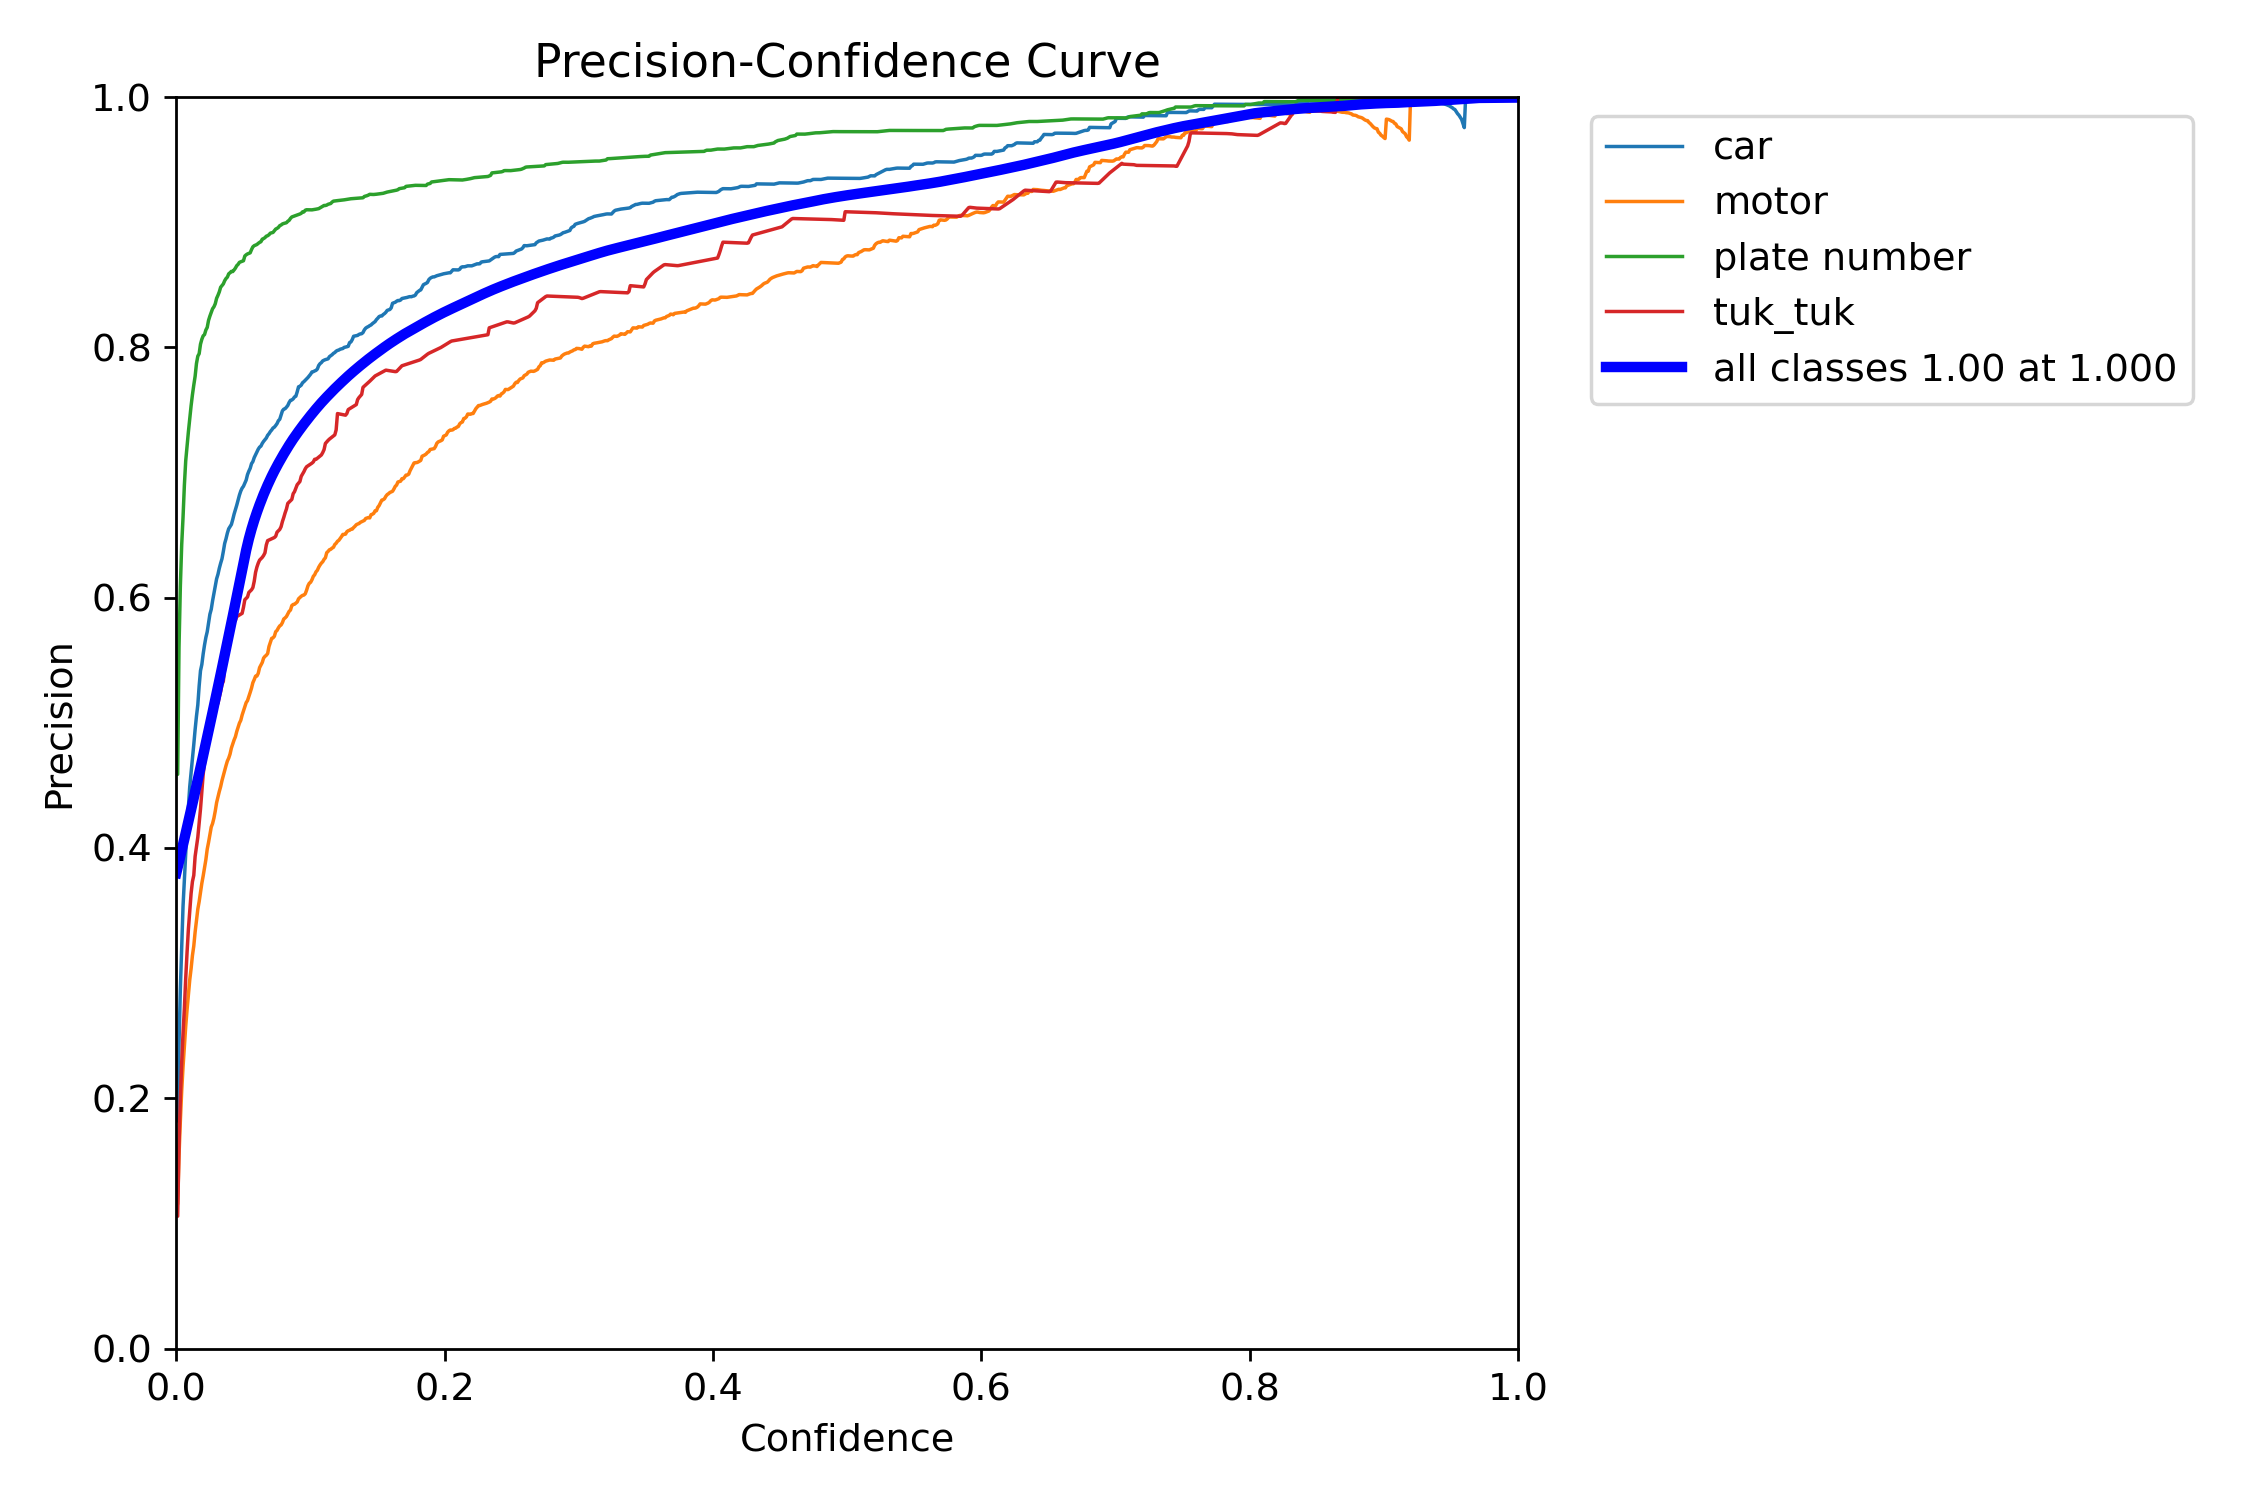 Precision-Confidence Curve
1.0
0.8
0.6
0.4
0.2
0.0
Precision
0.0 0.2 0.4 0.6 0.8 1.0
Confidence
car
motor
plate number
tuk_tuk
all classes 1.00 at 1.000